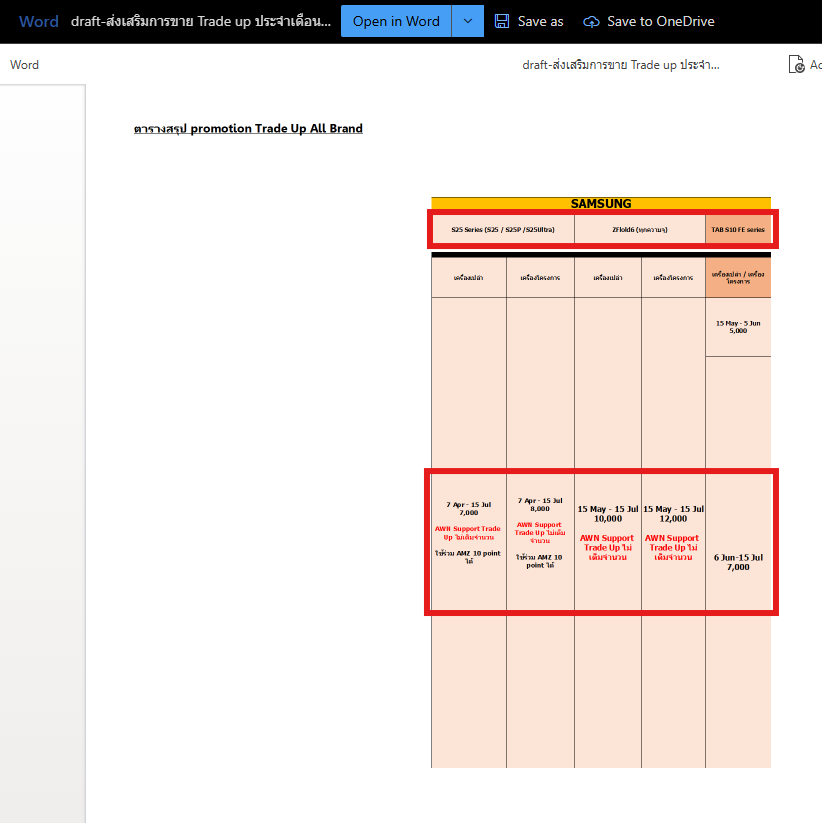 Word
draft-ส่งเสริมการขาย Trade up ประจำเดือน...
Open in Word
Save as
Save to OneDrive
Word
draft-ส่งเสริมการขาย Trade up ประจำ...
Ac
ตารางสรุป promotion Trade Up All Brand
SAMSUNG
S25 Series (S25 / S25P /S25Ultra)
ZFlold6 (ทุกความจุ)
TAB S10 FE series
เครื่องเปล่า
เครื่องโครงการ
เครื่องเปล่า
เครื่องโครงการ
เครื่องเปล่า / เครื่อง
โครงการ
15 May - 5 Jun
5,000
7 Apr - 15 Jul
7,000
AWN Support Trade
Up ไม่เต็มจำนวน
ใช้ร่วม AMZ 10 point
ได้
7 Apr - 15 Jul
8,000
AWN Support
Trade Up ไม่เต็ม
จำนวน
ใช้ร่วม AMZ 10
point ได้
15 May - 15 Jul
10,000
AWN Support
Trade Up ไม่
เต็มจำนวน
15 May - 15 Jul
12,000
AWN Support
Trade Up ไม่
เต็มจำนวน
6 Jun-15 Jul
7,000